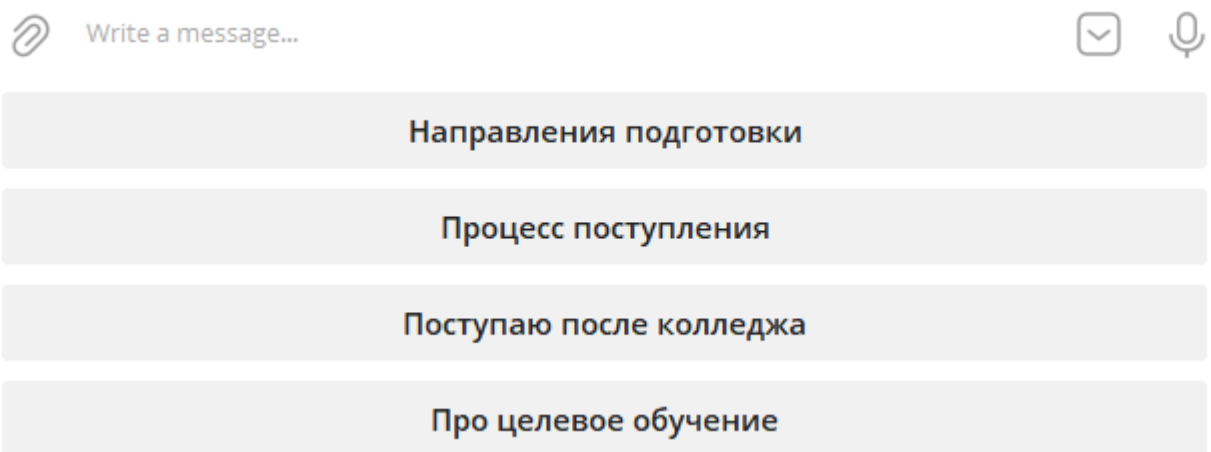 Write a message...
Направления подготовки
Процесс поступления
Поступаю после колледжа
Про целевое обучение